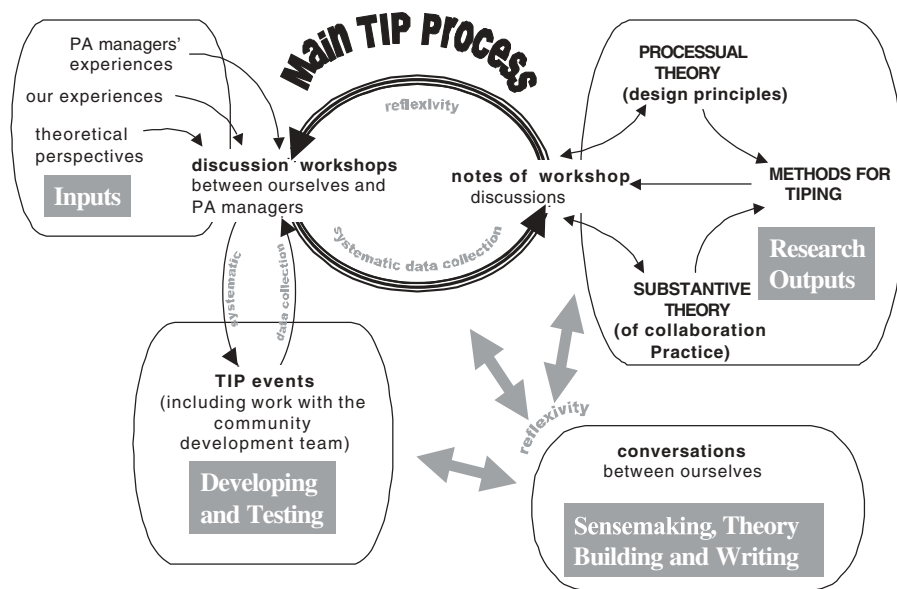 Main TIP Process
PA managers'
experiences
our experiences
theoretical
perspectives
Inputs
reflexivity
discussion workshops
between ourselves and
PA managers
notes of workshop
discussions
systematic data collection
PROCESSUAL
THEORY
(design principles)
METHODS FOR
TIPING
Research
Outputs
SUBSTANTIVE
THEORY
(of collaboration
Practice)
systematic
data collection
TIP events
(including work with the
community
development team)
Developing
and Testing
reflexivity
conversations
between ourselves
Sensemaking, Theory
Building and Writing